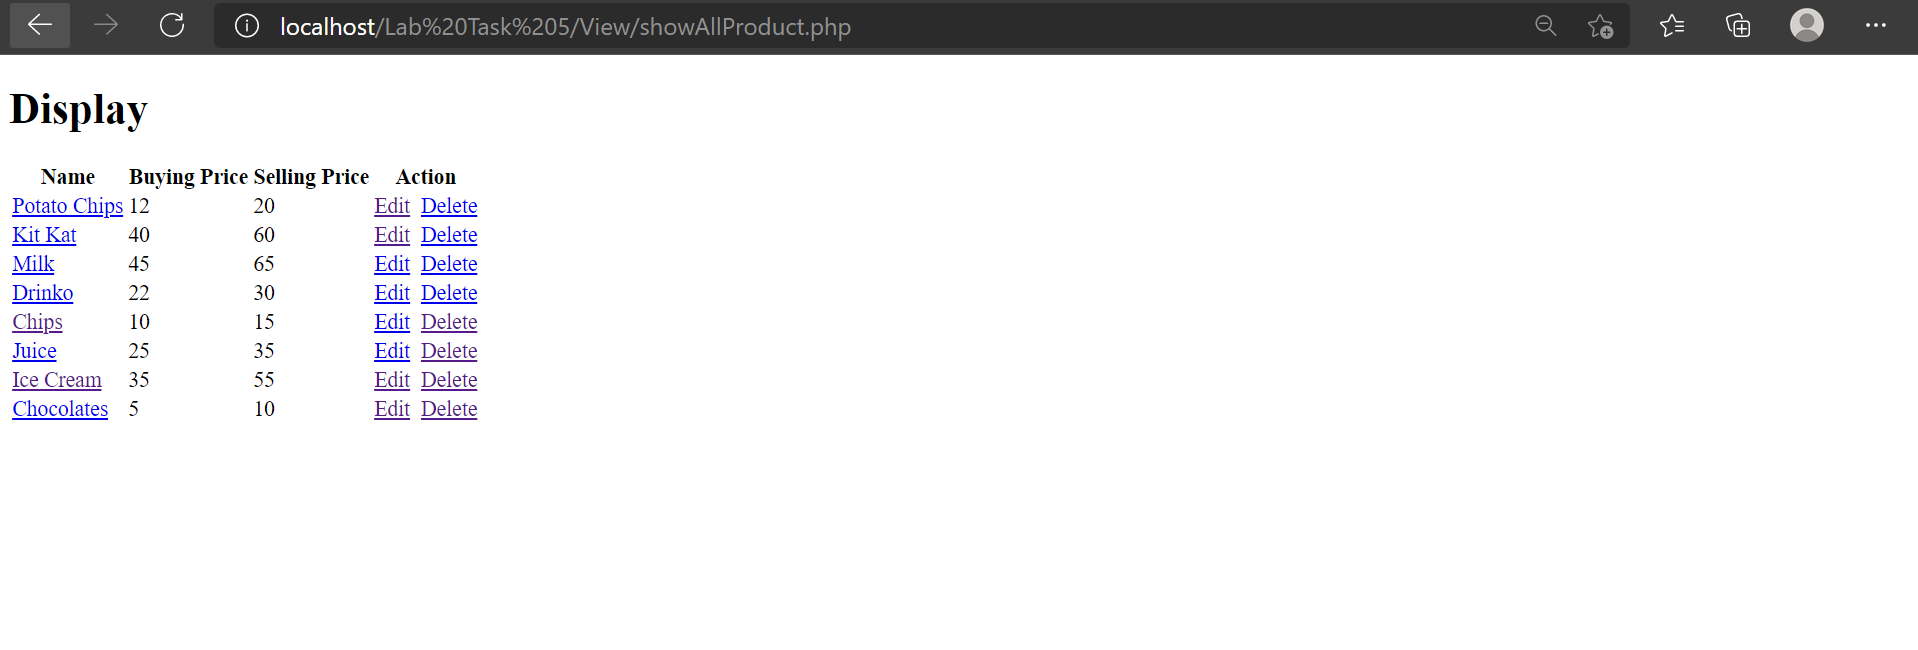 localhost/Lab%20Task%205/View/showAllProduct.php
Display
Name Buying Price Selling Price Action
Potato Chips 12 20 Edit Delete
Kit Kat 40 60 Edit Delete
Milk 45 65 Edit Delete
Drinko 22 30 Edit Delete
Chips 10 15 Edit Delete
Juice 25 35 Edit Delete
Ice Cream 35 55 Edit Delete
Chocolates 5 10 Edit Delete